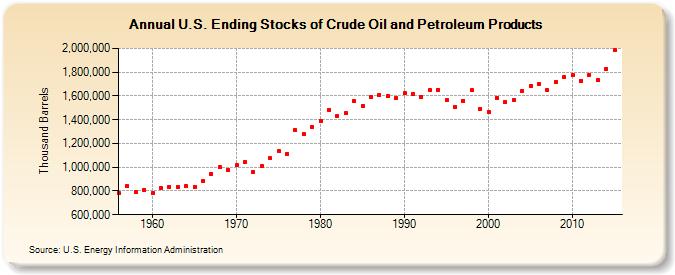 Annual U.S. Ending Stocks of Crude Oil and Petroleum Products
Thousand Barrels
2,000,000
1,800,000
1,600,000
1,400,000
1,200,000
1,000,000
800,000
600,000
1960 1970 1980 1990 2000 2010
Source: U.S. Energy Information Administration